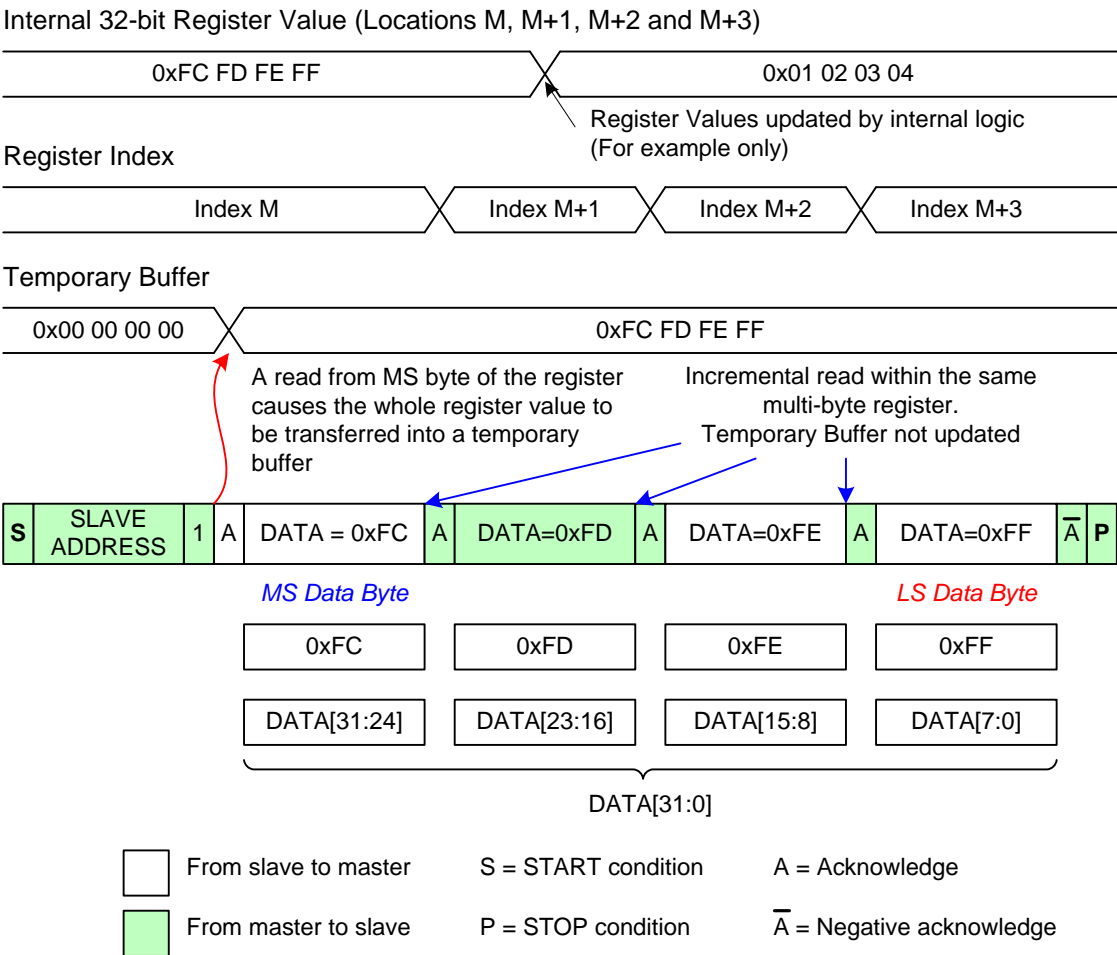 Internal 32-bit Register Value (Locations M, M+1, M+2 and M+3)
0xFC FD FE FF
0x01 02 03 04
Register Values updated by internal logic
(For example only)
Register Index
Index M
Index M+1
Index M+2
Index M+3
Temporary Buffer
0x00 00 00 00
0xFC FD FE FF
A read from MS byte of the register
causes the whole register value to
be transferred into a temporary
buffer
Incremental read within the same
multi-byte register.
Temporary Buffer not updated
S
SLAVE
ADDRESS
1
A
DATA = 0xFC
A
DATA=0xFD
A
DATA=0xFE
A
DATA=0xFF
A̅
P
MS Data Byte
LS Data Byte
0xFC
0xFD
0xFE
0xFF
DATA[31:24]
DATA[23:16]
DATA[15:8]
DATA[7:0]
DATA[31:0]
From slave to master
S = START condition
A = Acknowledge
From master to slave
P = STOP condition
A̅ = Negative acknowledge